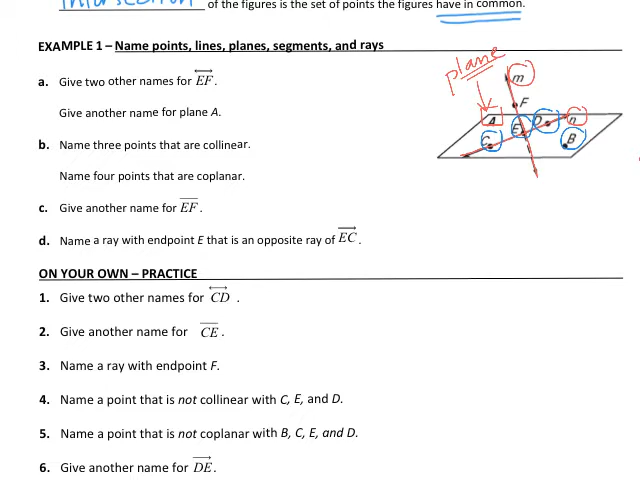 intersection of the figures is the set of points the figures have in common.
EXAMPLE 1 – Name points, lines, planes, segments, and rays
plane
m
F
A
E
D
n
C
B
a. Give two other names for EF.
Give another name for plane A.
b. Name three points that are collinear.
Name four points that are coplanar.
c. Give another name for EF.
d. Name a ray with endpoint E that is an opposite ray of EC.
ON YOUR OWN – PRACTICE
1. Give two other names for CD .
2. Give another name for CE.
3. Name a ray with endpoint F.
4. Name a point that is not collinear with C, E, and D.
5. Name a point that is not coplanar with B, C, E, and D.
6. Give another name for DE.